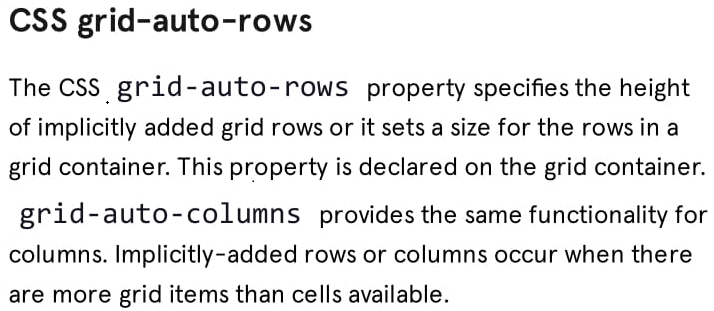 CSS grid-auto-rows
The CSS grid-auto-rows property specifies the height
of implicitly added grid rows or it sets a size for the rows in a
grid container. This property is declared on the grid container.
grid-auto-columns provides the same functionality for
columns. Implicitly-added rows or columns occur when there
are more grid items than cells available.